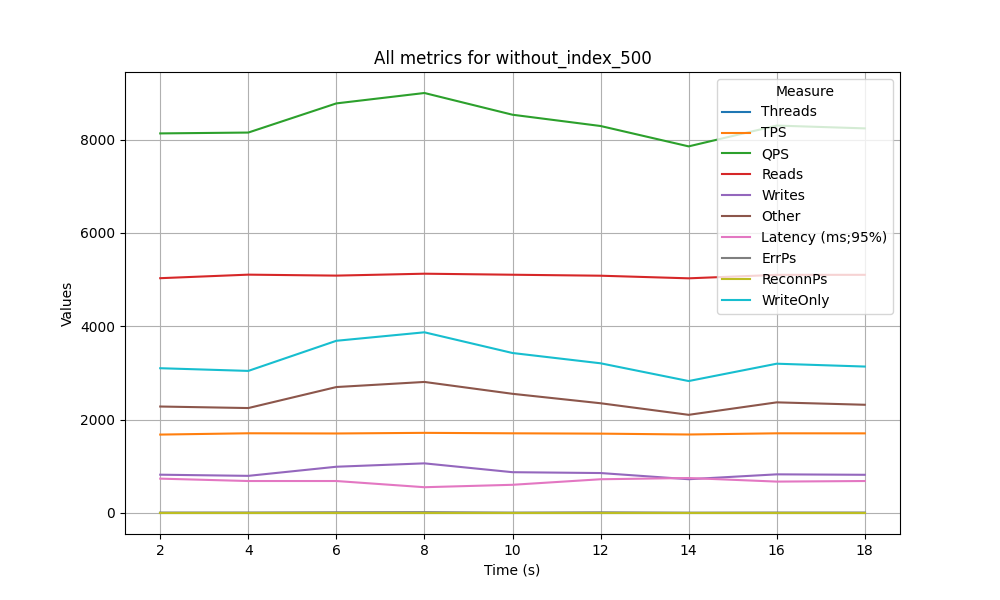 All metrics for without_index_500
Measure
Threads
TPS
QPS
Reads
Writes
Other
Latency (ms;95%)
ErrPs
ReconnPs
WriteOnly
Values
8000
6000
4000
2000
0
2 4 6 8 10 12 14 16 18
Time (s)